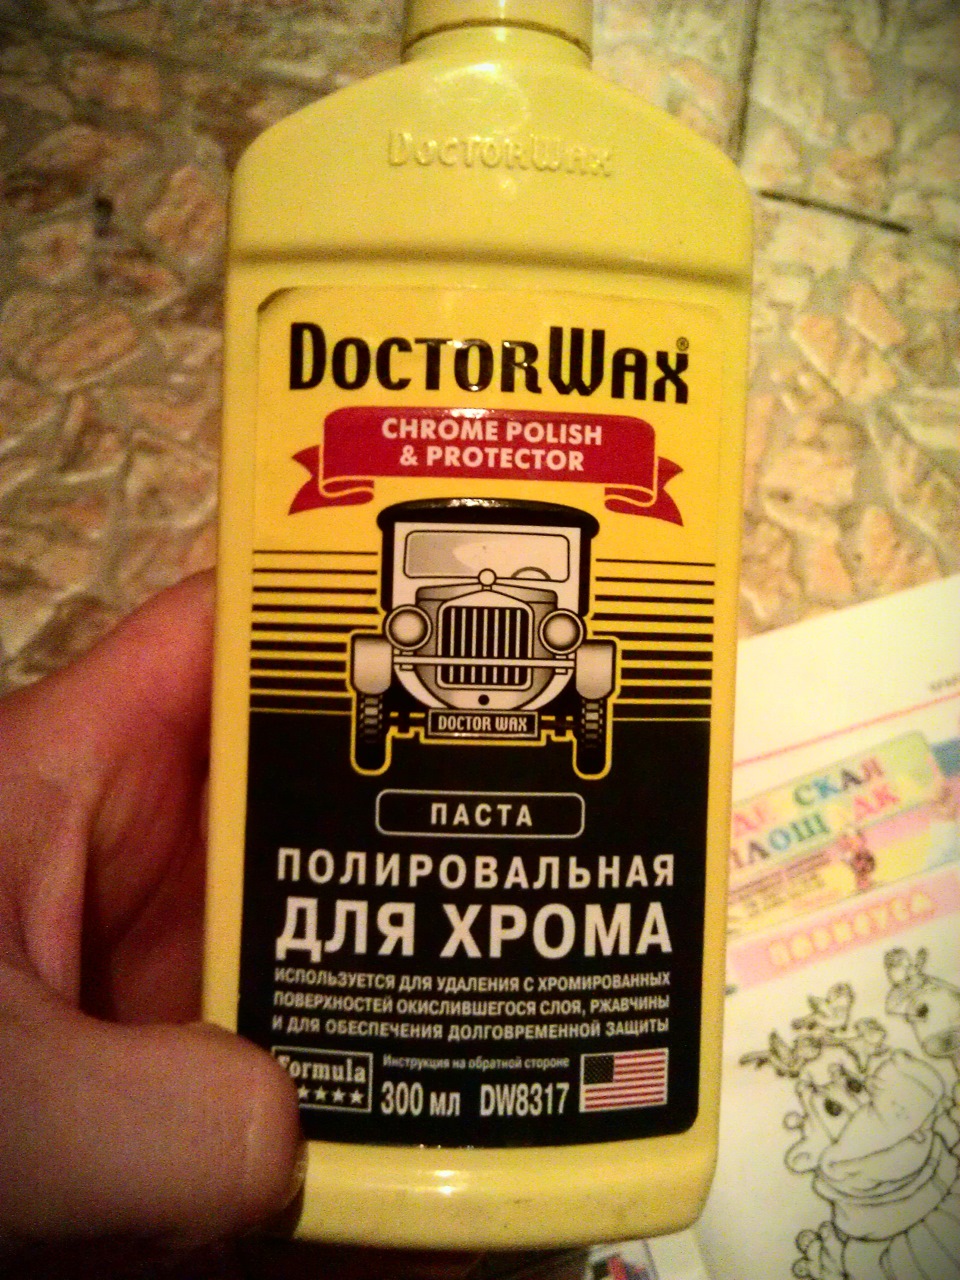 DOCTORWAX
DOCTORWAX®
CHROME POLISH
& PROTECTOR
DOCTOR WAX
ПАСТА
ПОЛИРОВАЛЬНАЯ
ДЛЯ ХРОМА
ИСПОЛЬЗУЕТСЯ ДЛЯ УДАЛЕНИЯ С ХРОМИРОВАННЫХ
ПОВЕРХНОСТЕЙ ОКИСЛИВШЕГОСЯ СЛОЯ, РЖАВЧИНЫ
И ДЛЯ ОБЕСПЕЧЕНИЯ ДОЛГОВРЕМЕННОЙ ЗАЩИТЫ
Formula
Инструкция на обратной стороне
300 мл DW8317